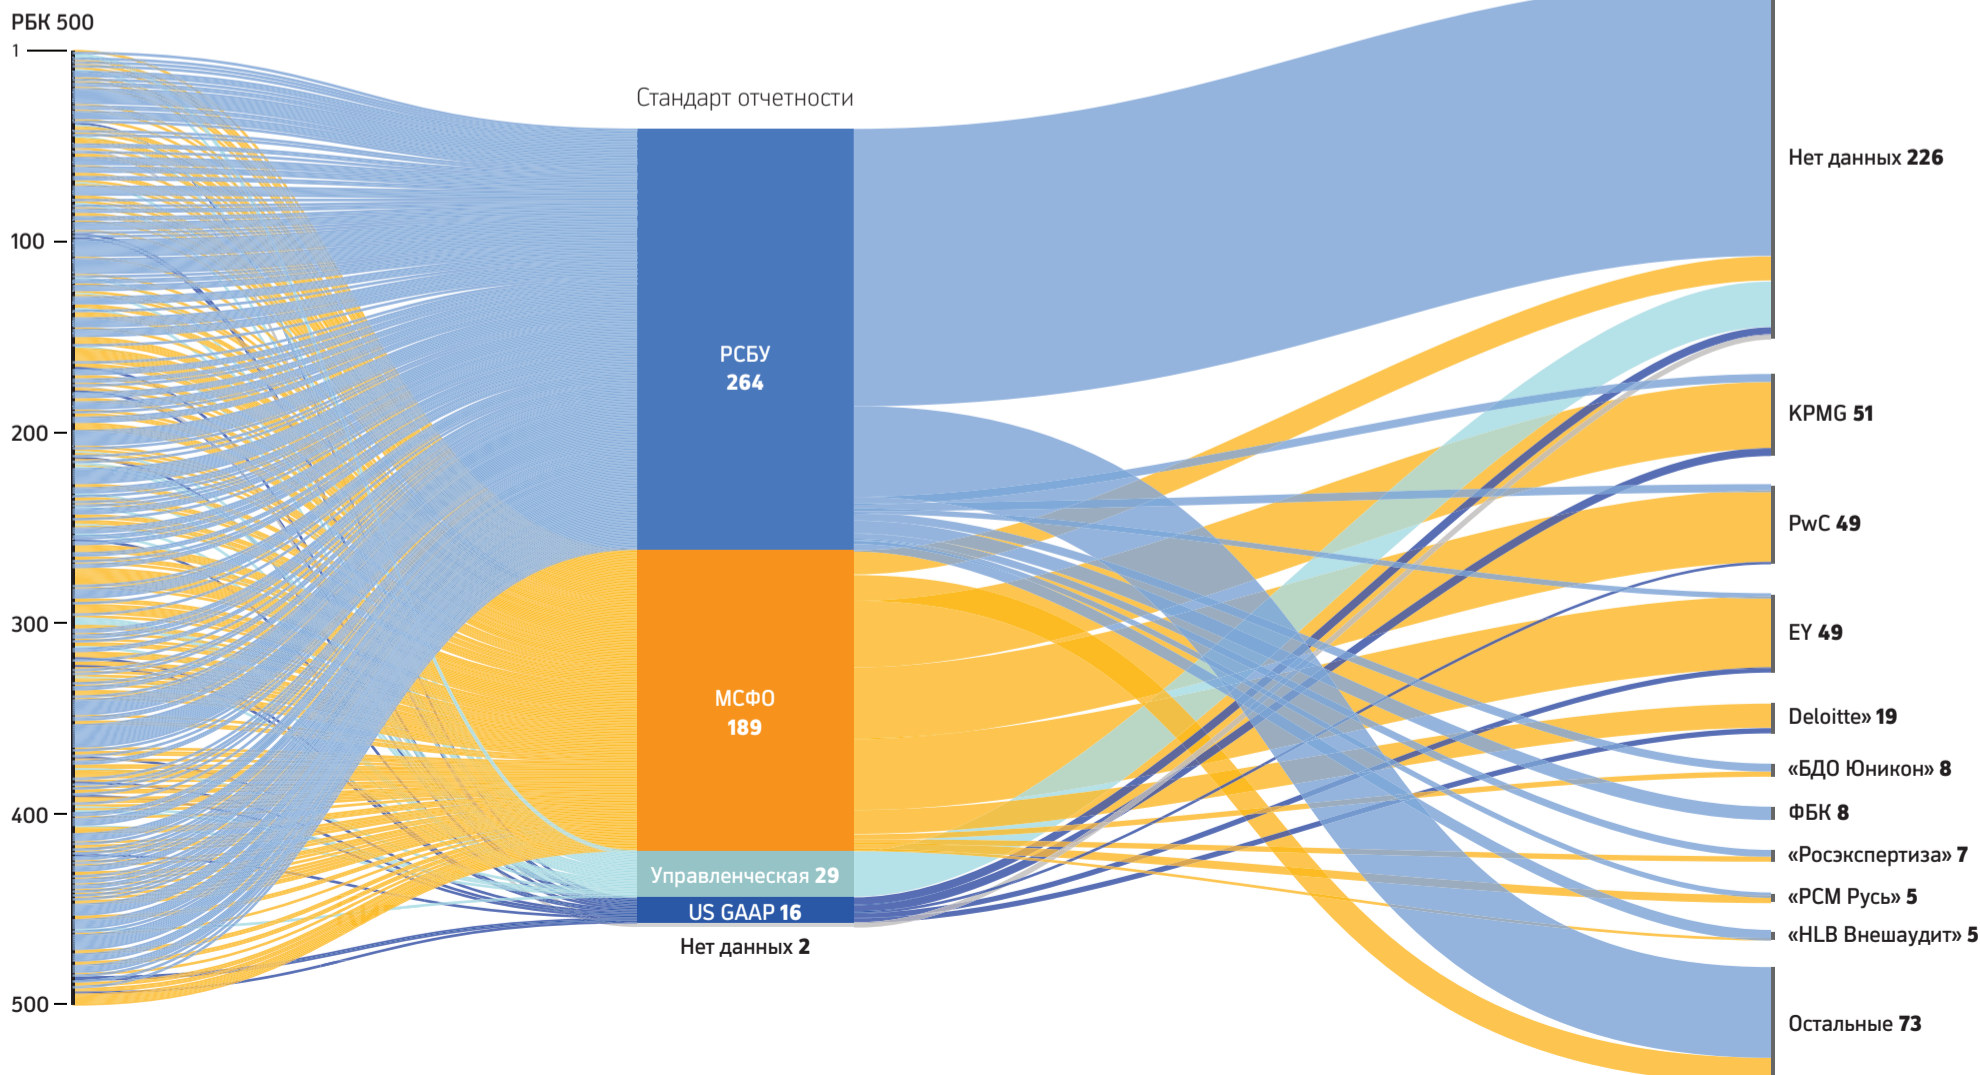 РБК 500
1
100
200
300
400
500
Стандарт отчетности
РСБУ
264
МСФО
189
Управленческая 29
US GAAP 16
Нет данных 2
Нет данных 226
KPMG 51
PwC 49
EY 49
Deloitte» 19
«БДО Юникон» 8
ФБК 8
«Росэкспертиза» 7
«РСМ Русь» 5
«HLB Внешаудит» 5
Остальные 73